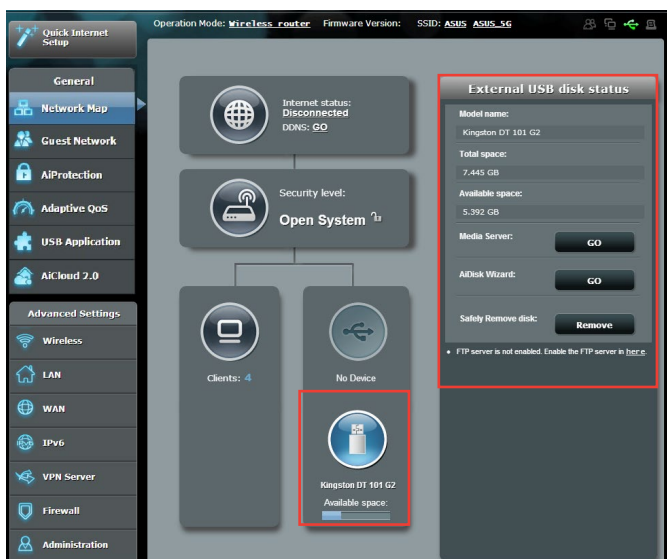 Operation Mode: Wireless router Firmware Version: SSID: ASUS ASUS_5G
Quick Internet
Setup
General
Network Map
Guest Network
AiProtection
Adaptive QoS
USB Application
AiCloud 2.0
Advanced Settings
Wireless
LAN
WAN
IPv6
VPN Server
Firewall
Administration
Internet status:
Disconnected
DDNS: GO
Security level:
Open System
Clients: 4
No Device
Kingston DT 101 G2
Available space:
External USB disk status
Model name:
Kingston DT 101 G2
Total space:
7.445 GB
Available space:
5.392 GB
Media Server: GO
AiDisk Wizard: GO
Safely Remove disk: Remove
• FTP server is not enabled. Enable the FTP server in here.